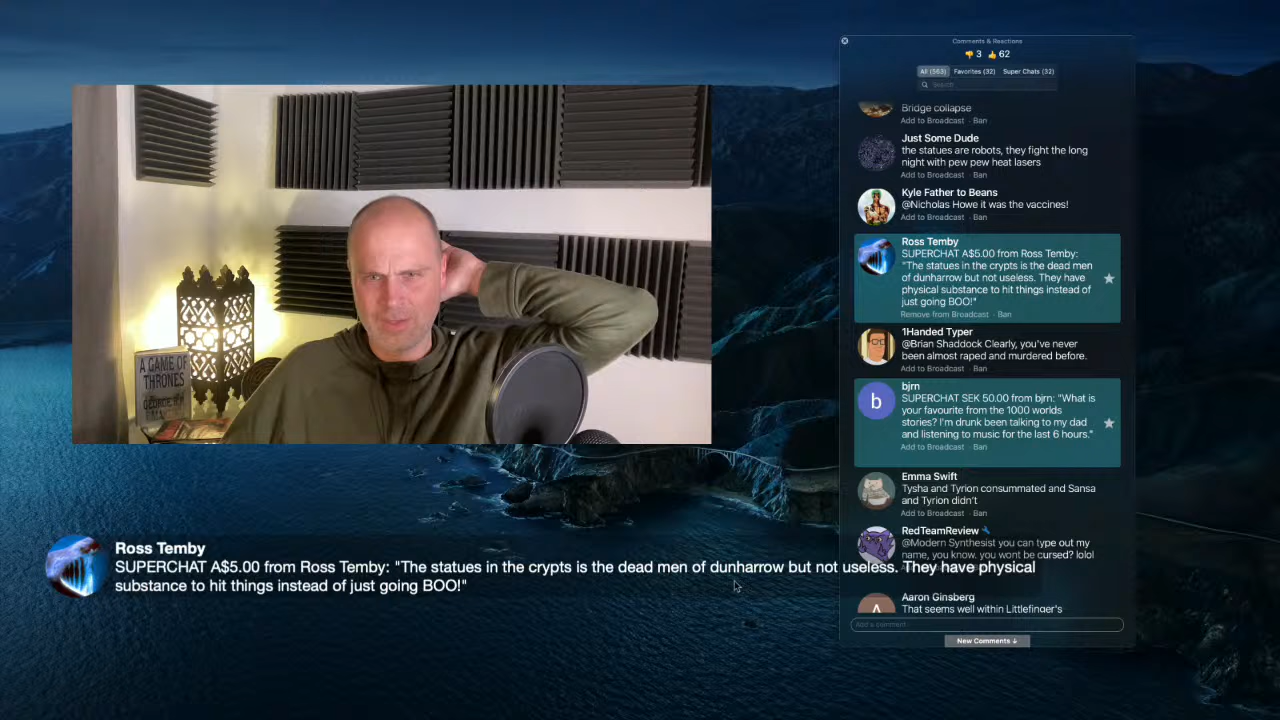 A GAME OF
THRONES
GEORGE R R
Comments & Reactions
3 62
All (563) Favorites (32) Super Chats (32)
Search
Bridge collapse
Add to Broadcast · Ban
Just Some Dude
the statues are robots, they fight the long
night with pew pew heat lasers
Add to Broadcast · Ban
Kyle Father to Beans
@Nicholas Howe it was the vaccines!
Add to Broadcast · Ban
Ross Temby
SUPERCHAT A$5.00 from Ross Temby:
"The statues in the crypts is the dead men
of dunharrow but not useless. They have
physical substance to hit things instead of
just going BOO!"
Remove from Broadcast · Ban
1Handed Typer
@Brian Shaddock Clearly, you've never
been almost raped and murdered before.
Add to Broadcast · Ban
b
bjrn
SUPERCHAT SEK 50.00 from bjrn: "What is
your favourite from the 1000 worlds
stories? I'm drunk been talking to my dad
and listening to music for the last 6 hours."
Add to Broadcast · Ban
Emma Swift
Tysha and Tyrion consummated and Sansa
and Tyrion didn't
Add to Broadcast · Ban
RedTeamReview
@Modern Synthesist you can type out my
name, you know. you wont be cursed? lolol
A
Aaron Ginsberg
That seems well within Littlefinger's
Add a comment
New Comments ↓
Ross Temby
SUPERCHAT A$5.00 from Ross Temby: "The statues in the crypts is the dead men of dunharrow but not useless. They have physical
substance to hit things instead of just going BOO!"